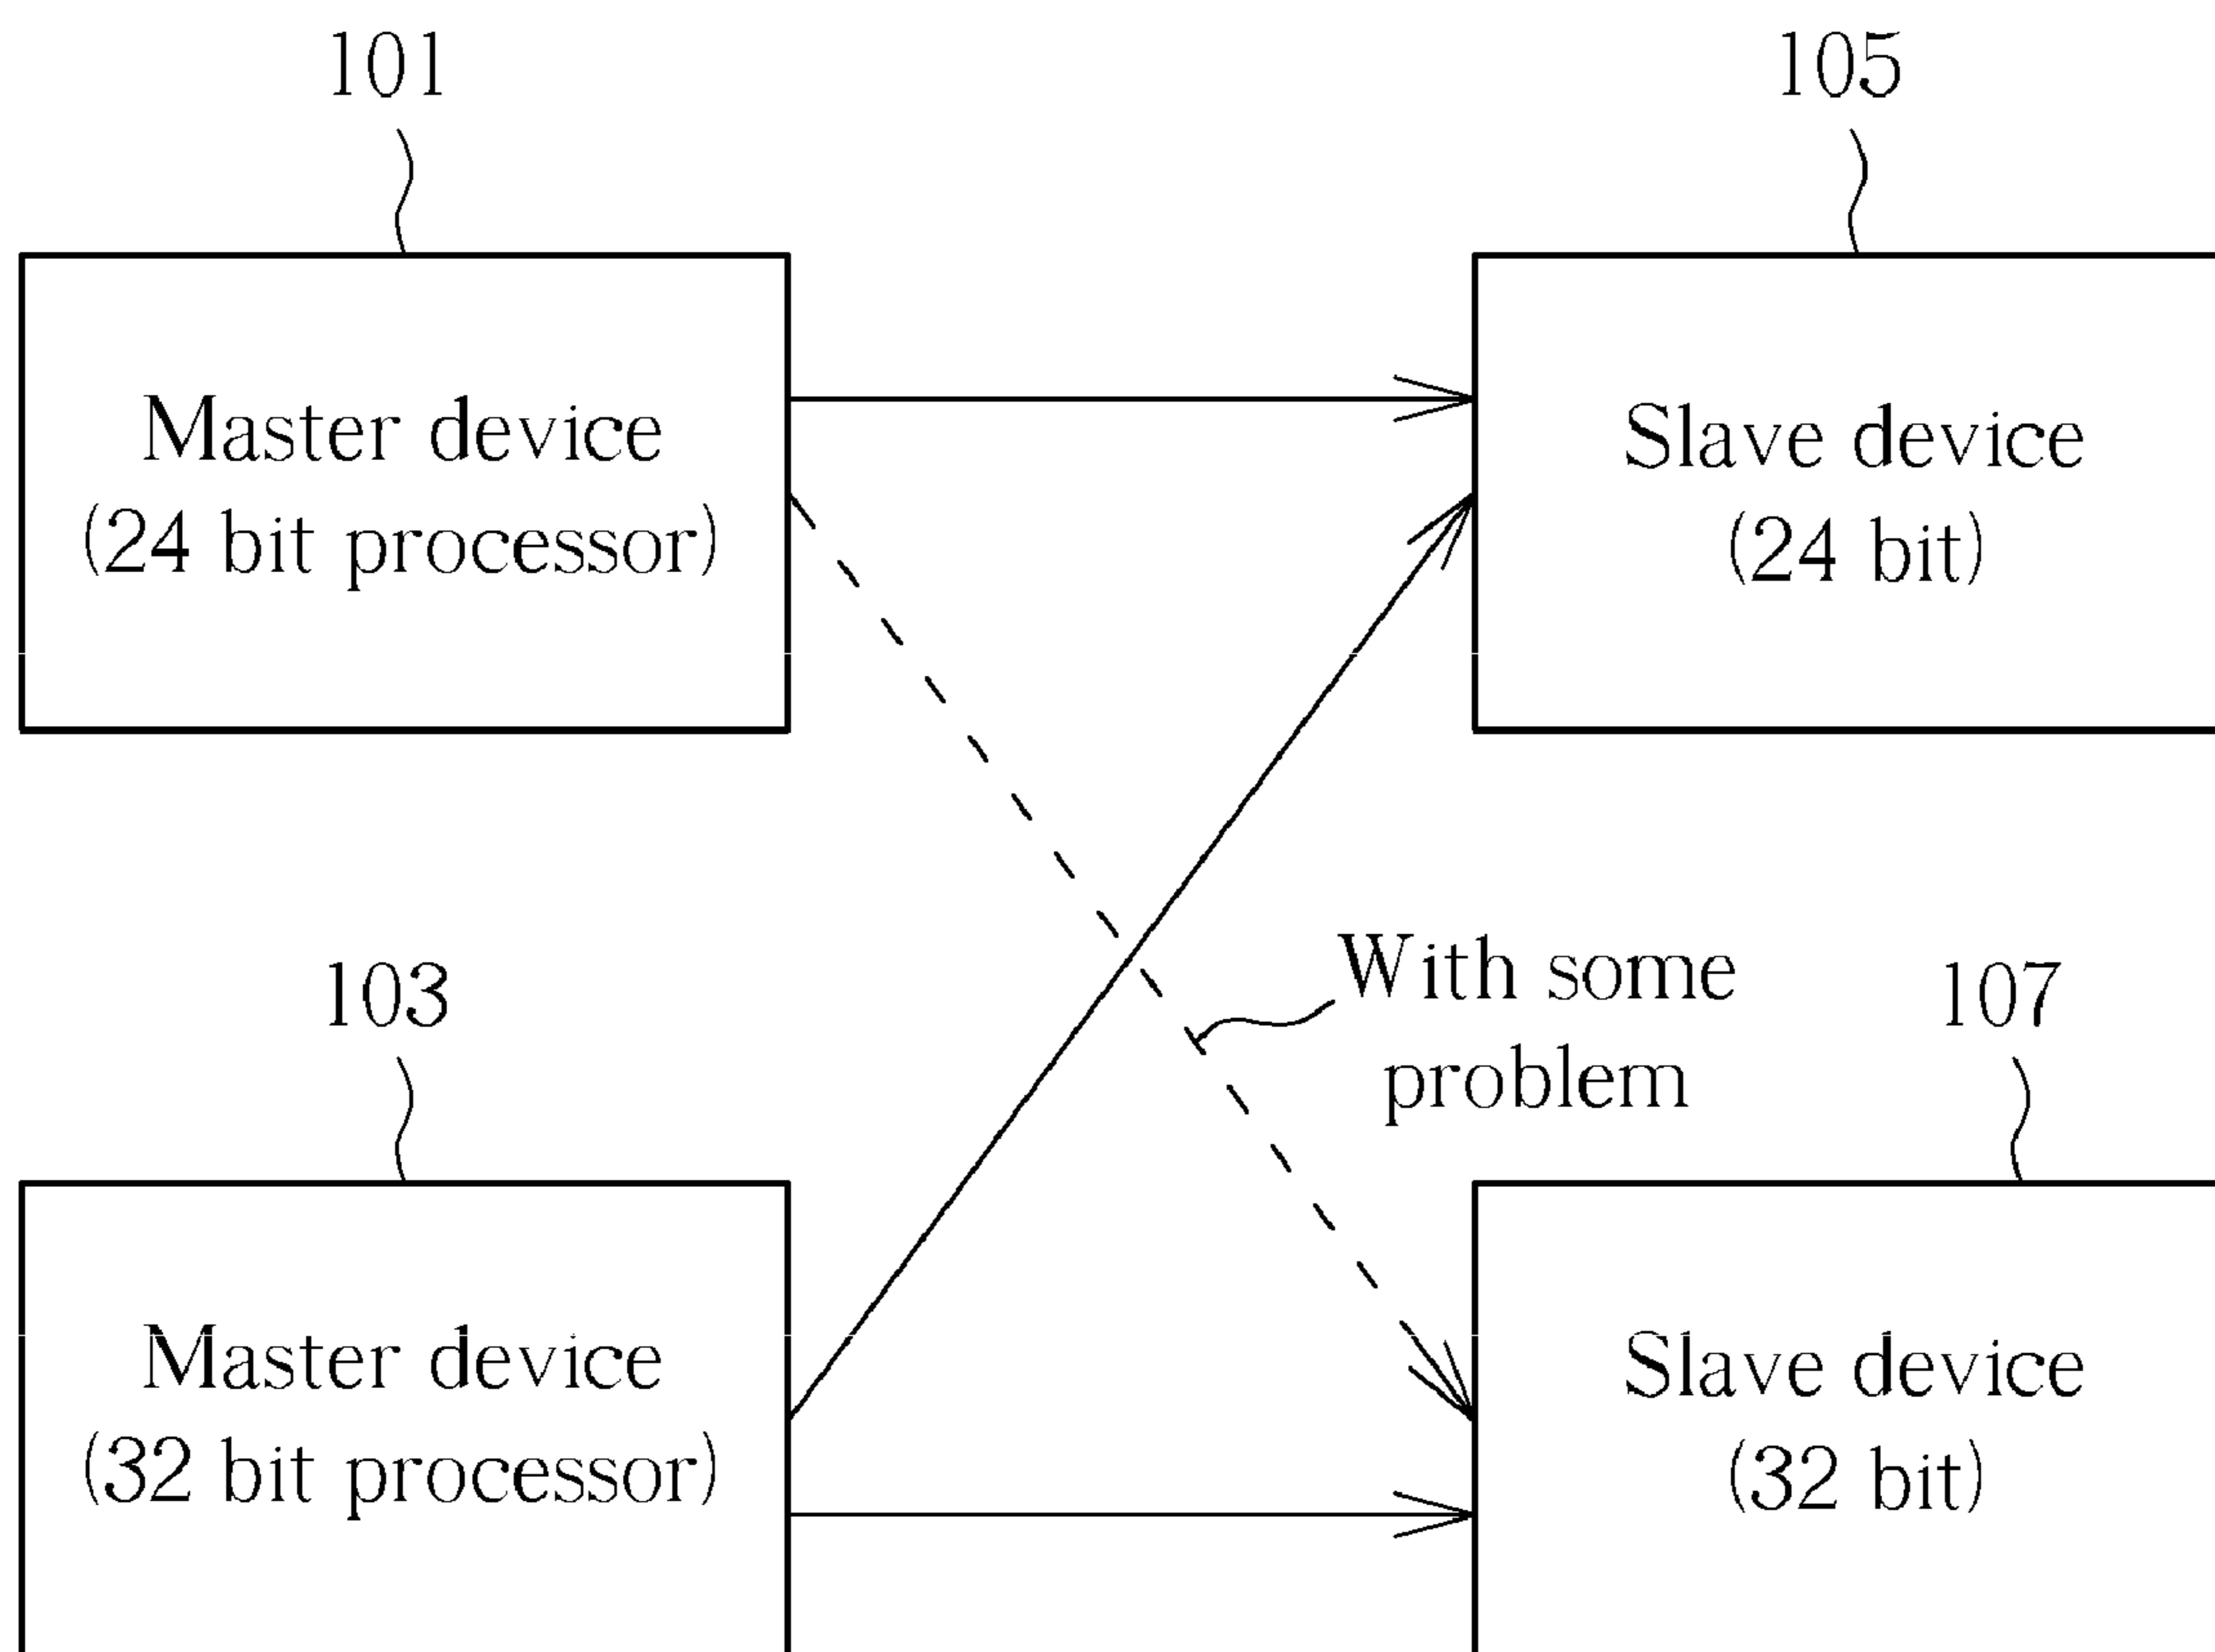 101
105
Master device
(24 bit processor)
Slave device
(24 bit)
With some
problem
103
107
Master device
(32 bit processor)
Slave device
(32 bit)